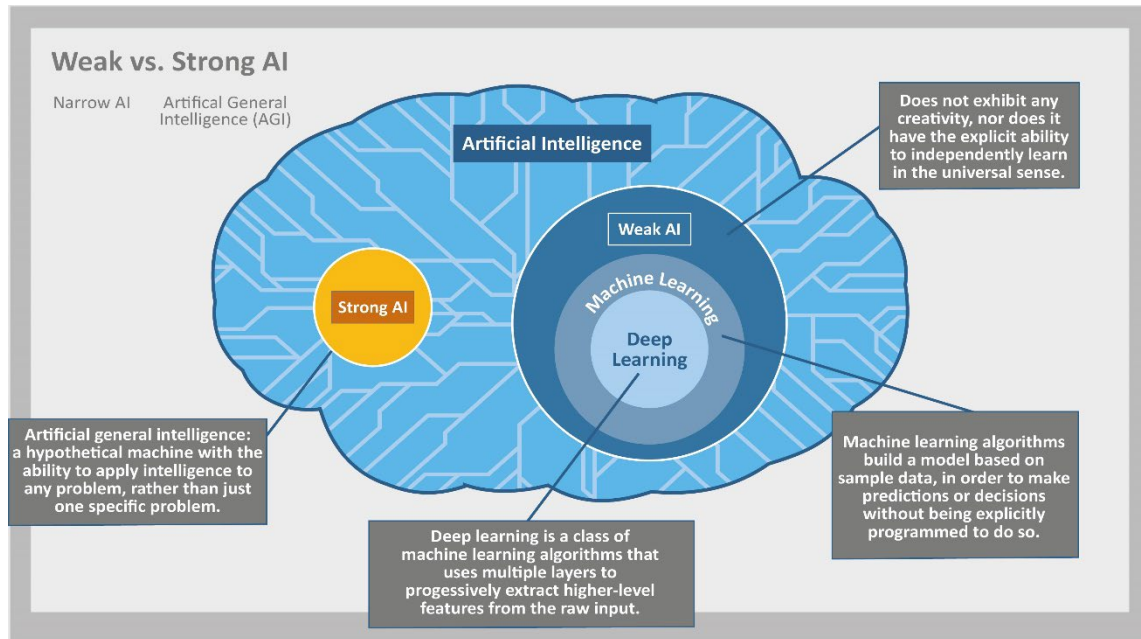 Weak vs. Strong AI
Narrow AI
Artifical General
Intelligence (AGI)
Artificial Intelligence
Does not exhibit any
creativity, nor does it
have the explicit ability
to independently learn
in the universal sense.
Weak AI
Machine Learning
Deep
Learning
Strong AI
Artificial general intelligence:
a hypothetical machine with the
ability to apply intelligence to
any problem, rather than just
one specific problem.
Machine learning algorithms
build a model based on
sample data, in order to make
predictions or decisions
without being explicitly
programmed to do so.
Deep learning is a class of
machine learning algorithms that
uses multiple layers to
progessively extract higher-level
features from the raw input.